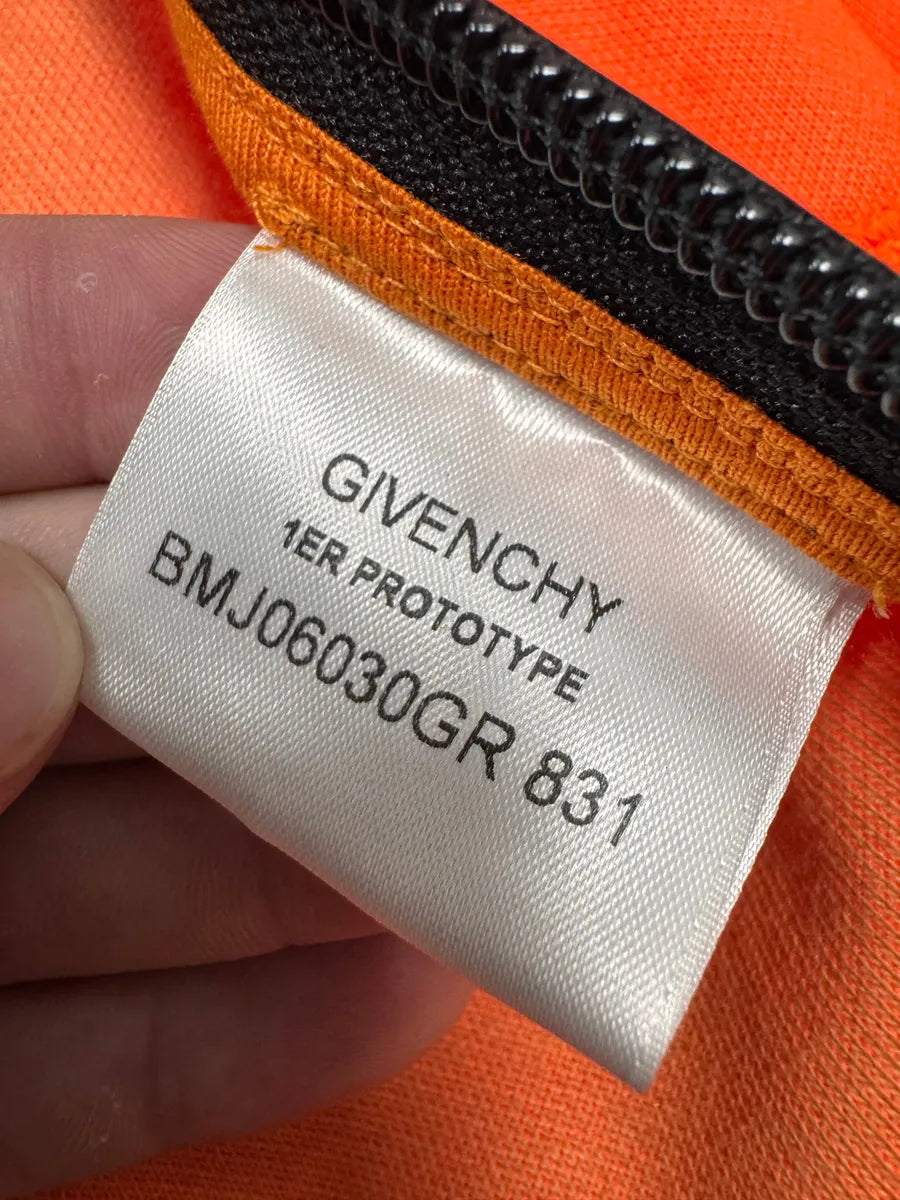 GIVENCHY
1ER PROTOTYPE
BMJ06030GR 831